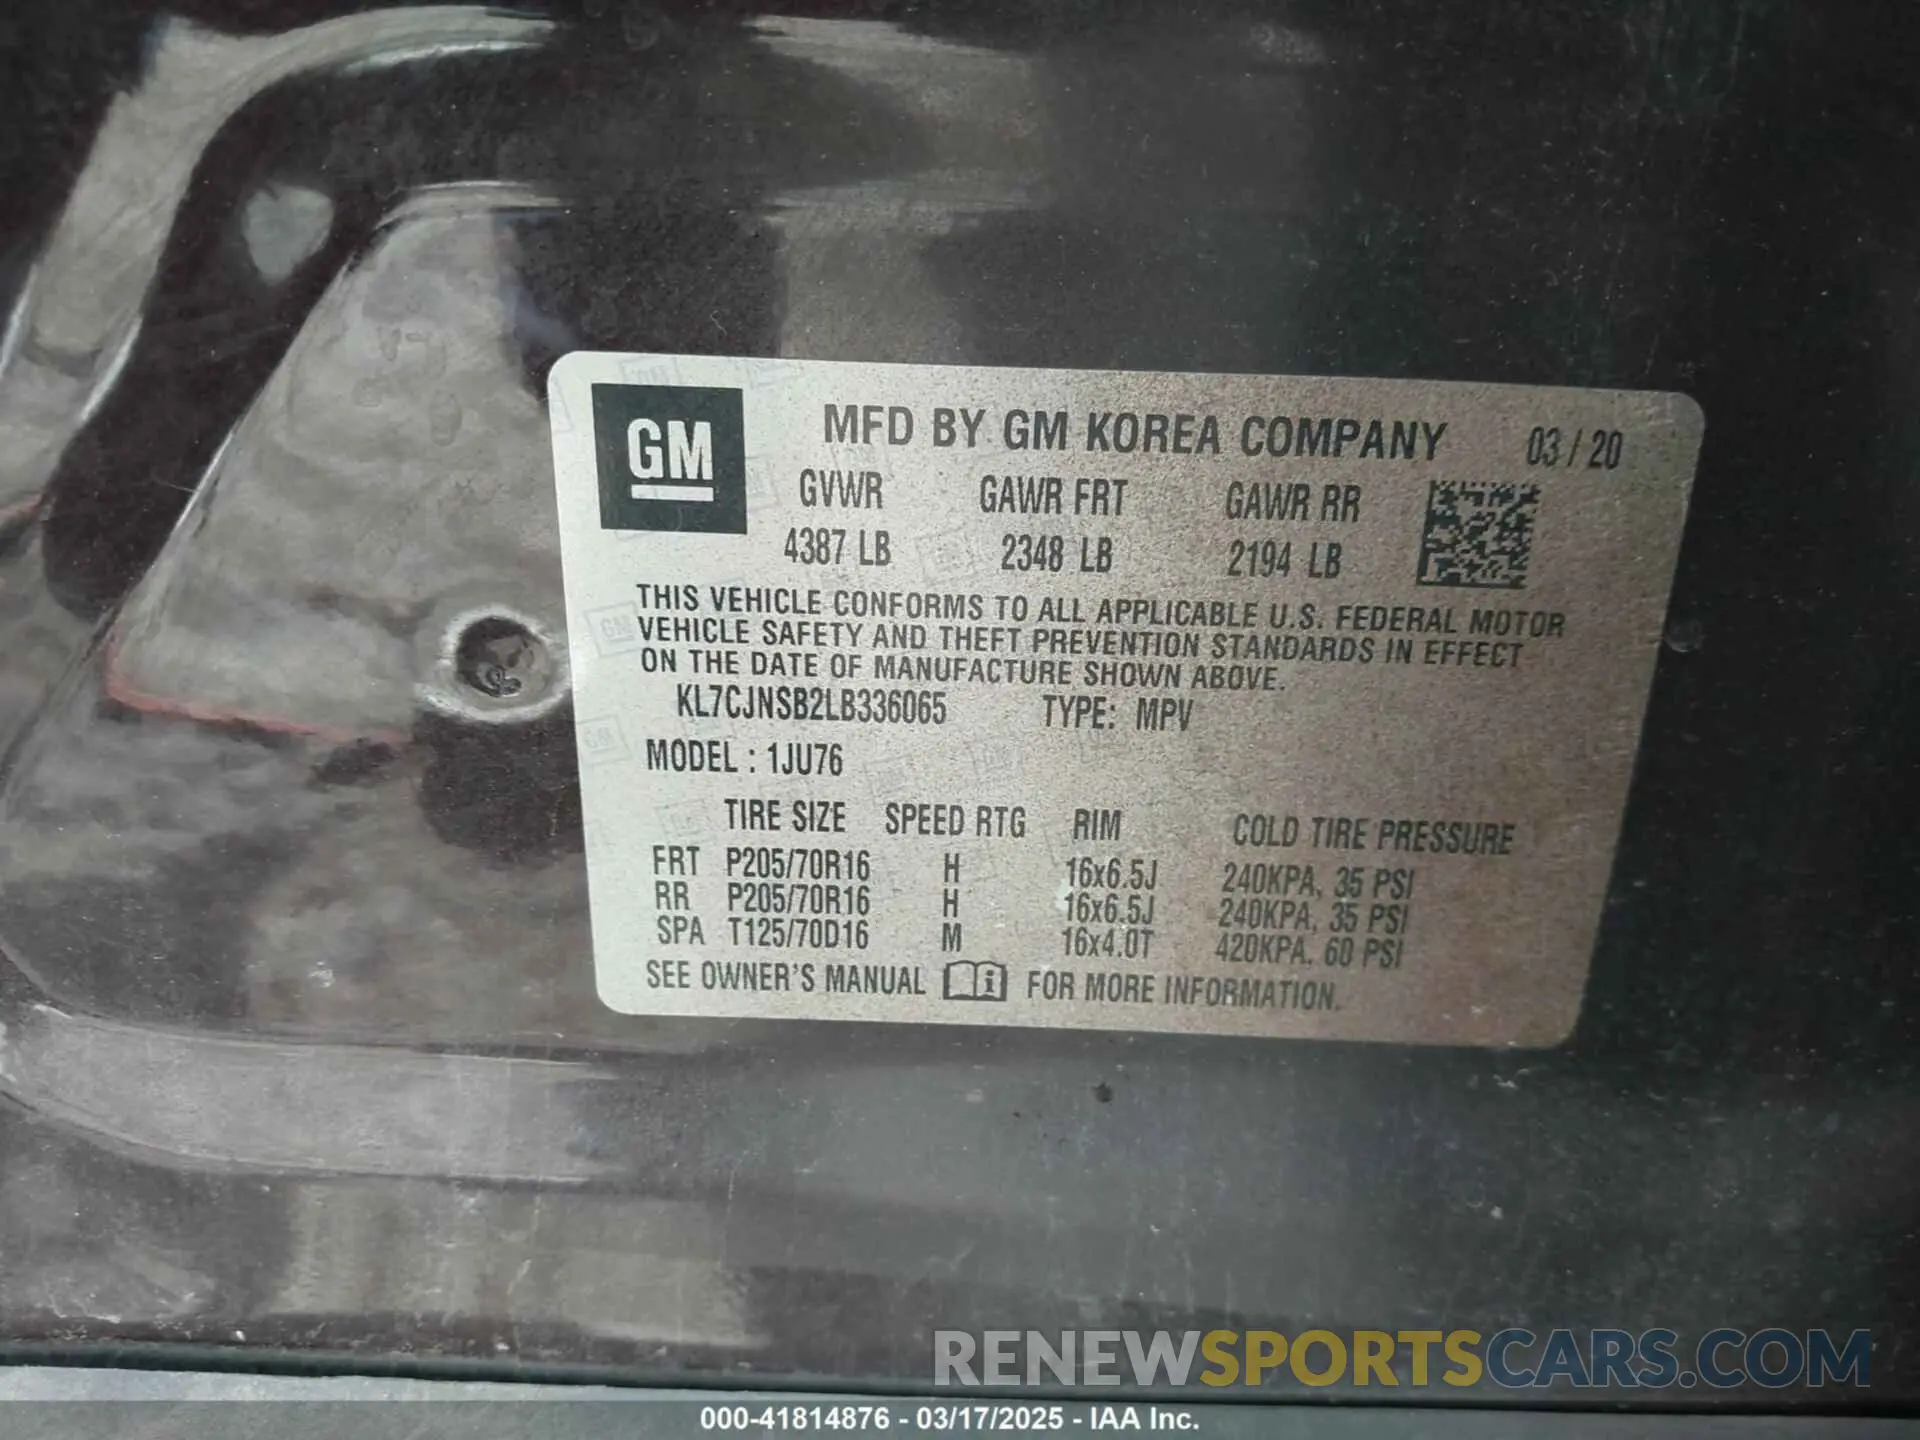 GM
MFD BY GM KOREA COMPANY 03 / 20
GVWR GAWR FRT GAWR RR
4387 LB 2348 LB 2194 LB
THIS VEHICLE CONFORMS TO ALL APPLICABLE U.S. FEDERAL MOTOR
VEHICLE SAFETY AND THEFT PREVENTION STANDARDS IN EFFECT
ON THE DATE OF MANUFACTURE SHOWN ABOVE.
KL7CJNSB2LB336065 TYPE: MPV
MODEL : 1JU76
TIRE SIZE SPEED RTG RIM COLD TIRE PRESSURE
FRT P205/70R16 H 16x6.5J 240KPA, 35 PSI
RR P205/70R16 H 16x6.5J 240KPA, 35 PSI
SPA T125/70D16 M 16x4.0T 420KPA. 60 PSI
SEE OWNER'S MANUAL FOR MORE INFORMATION.
RENEWSPORTSCARS.COM
000-41814876 - 03/17/2025 - IAA Inc.